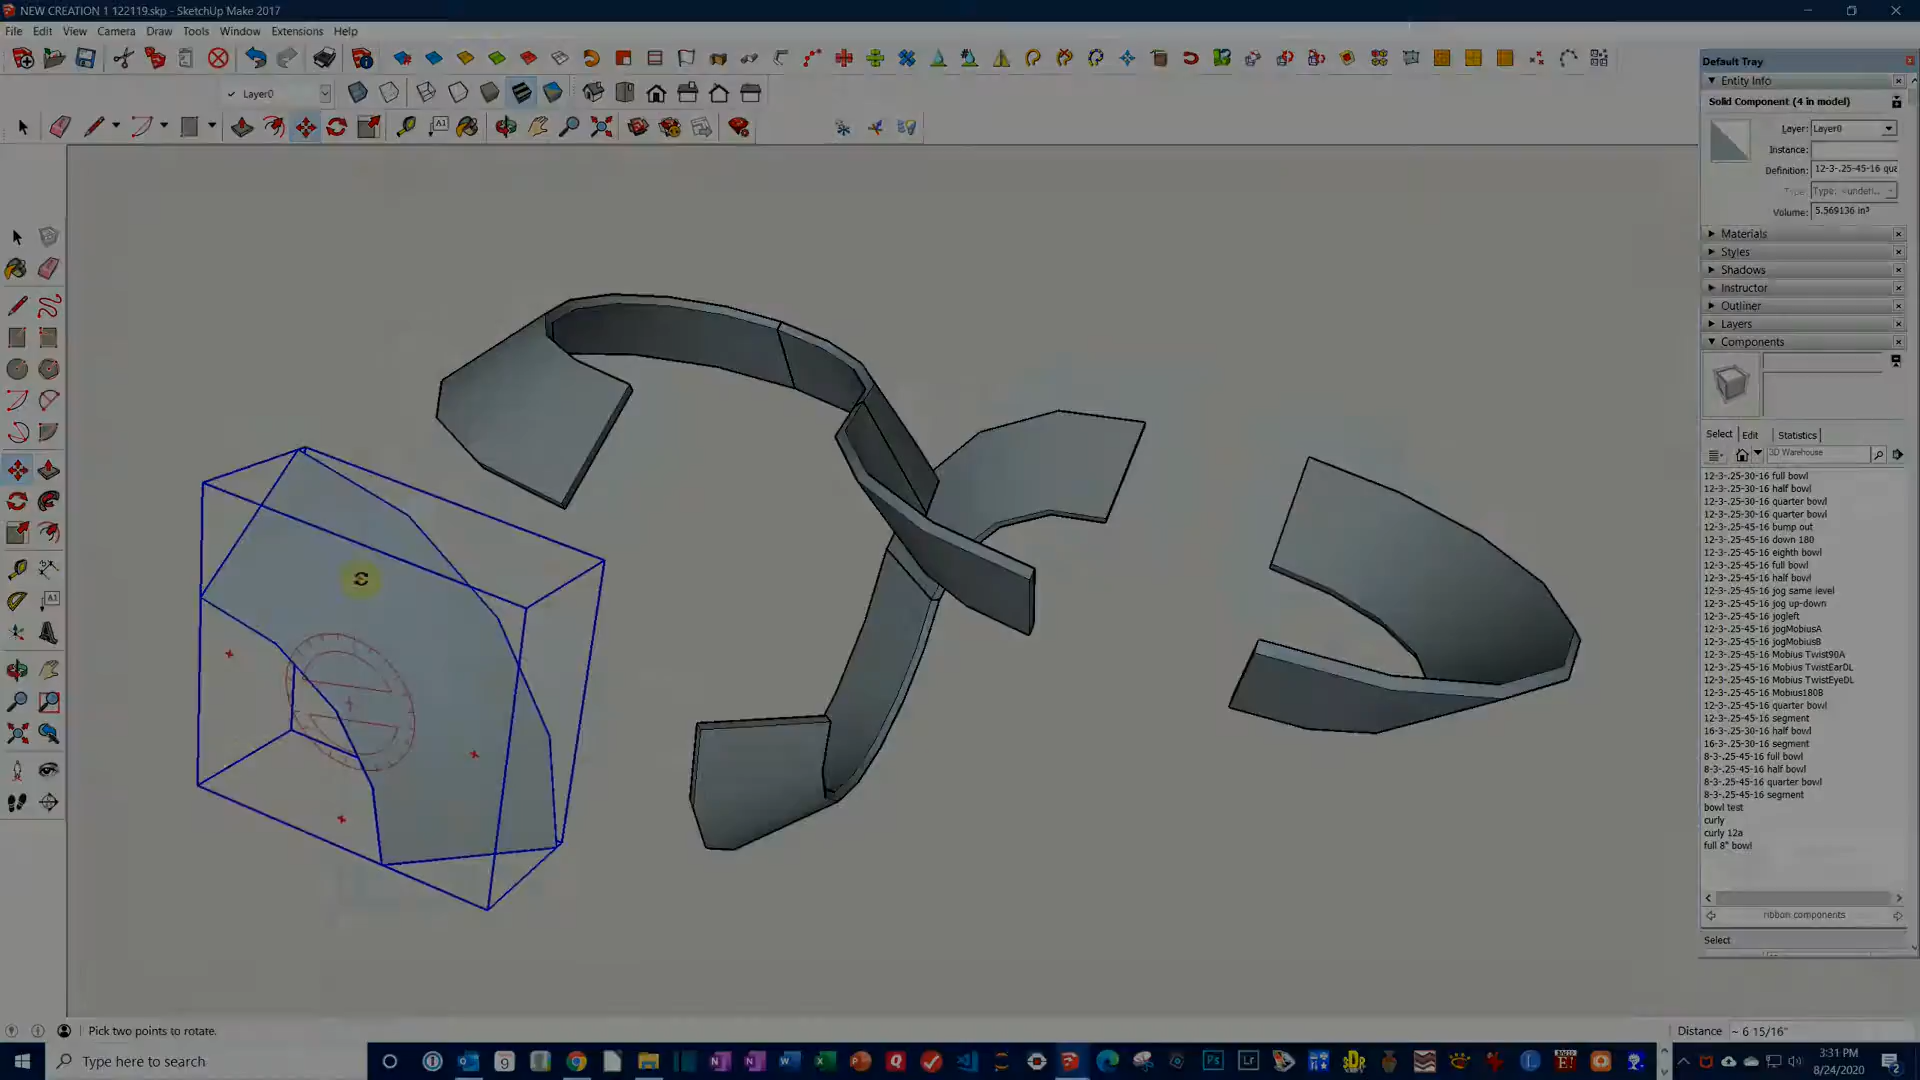 NEW CREATION 1 122119.skp - SketchUp Make 2017
File Edit View Camera Draw Tools Window Extensions Help
Layer0
Default Tray
Entity Info
Solid Component (4 in model)
Layer: Layer0
Instance:
Definition: 12-3-.25-45-16 qua
Type: Type: <undefi...
Volume: 5.569136 in³
Materials
Styles
Shadows
Instructor
Outliner
Layers
Components
Select Edit Statistics
3D Warehouse
12-3-.25-30-16 full bowl
12-3-.25-30-16 half bowl
12-3-.25-30-16 quarter bowl
12-3-.25-30-16 quarter bowl
12-3-.25-45-16 bump out
12-3-.25-45-16 down 180
12-3-.25-45-16 eighth bowl
12-3-.25-45-16 full bowl
12-3-.25-45-16 half bowl
12-3-.25-45-16 jog same level
12-3-.25-45-16 jog up-down
12-3-.25-45-16 jogleft
12-3-.25-45-16 jogMobiusA
12-3-.25-45-16 jogMobiusB
12-3-.25-45-16 Mobius Twist90A
12-3-.25-45-16 Mobius TwistEarDL
12-3-.25-45-16 Mobius TwistEyeDL
12-3-.25-45-16 Mobius180B
12-3-.25-45-16 quarter bowl
12-3-.25-45-16 segment
16-3-.25-30-16 half bowl
16-3-.25-30-16 segment
8-3-.25-45-16 full bowl
8-3-.25-45-16 half bowl
8-3-.25-45-16 quarter bowl
8-3-.25-45-16 segment
bowl test
curly
curly 12a
full 8" bowl
ribbon components
Select
Pick two points to rotate.
Distance ~ 6 15/16"
Type here to search
3:31 PM
8/24/2020